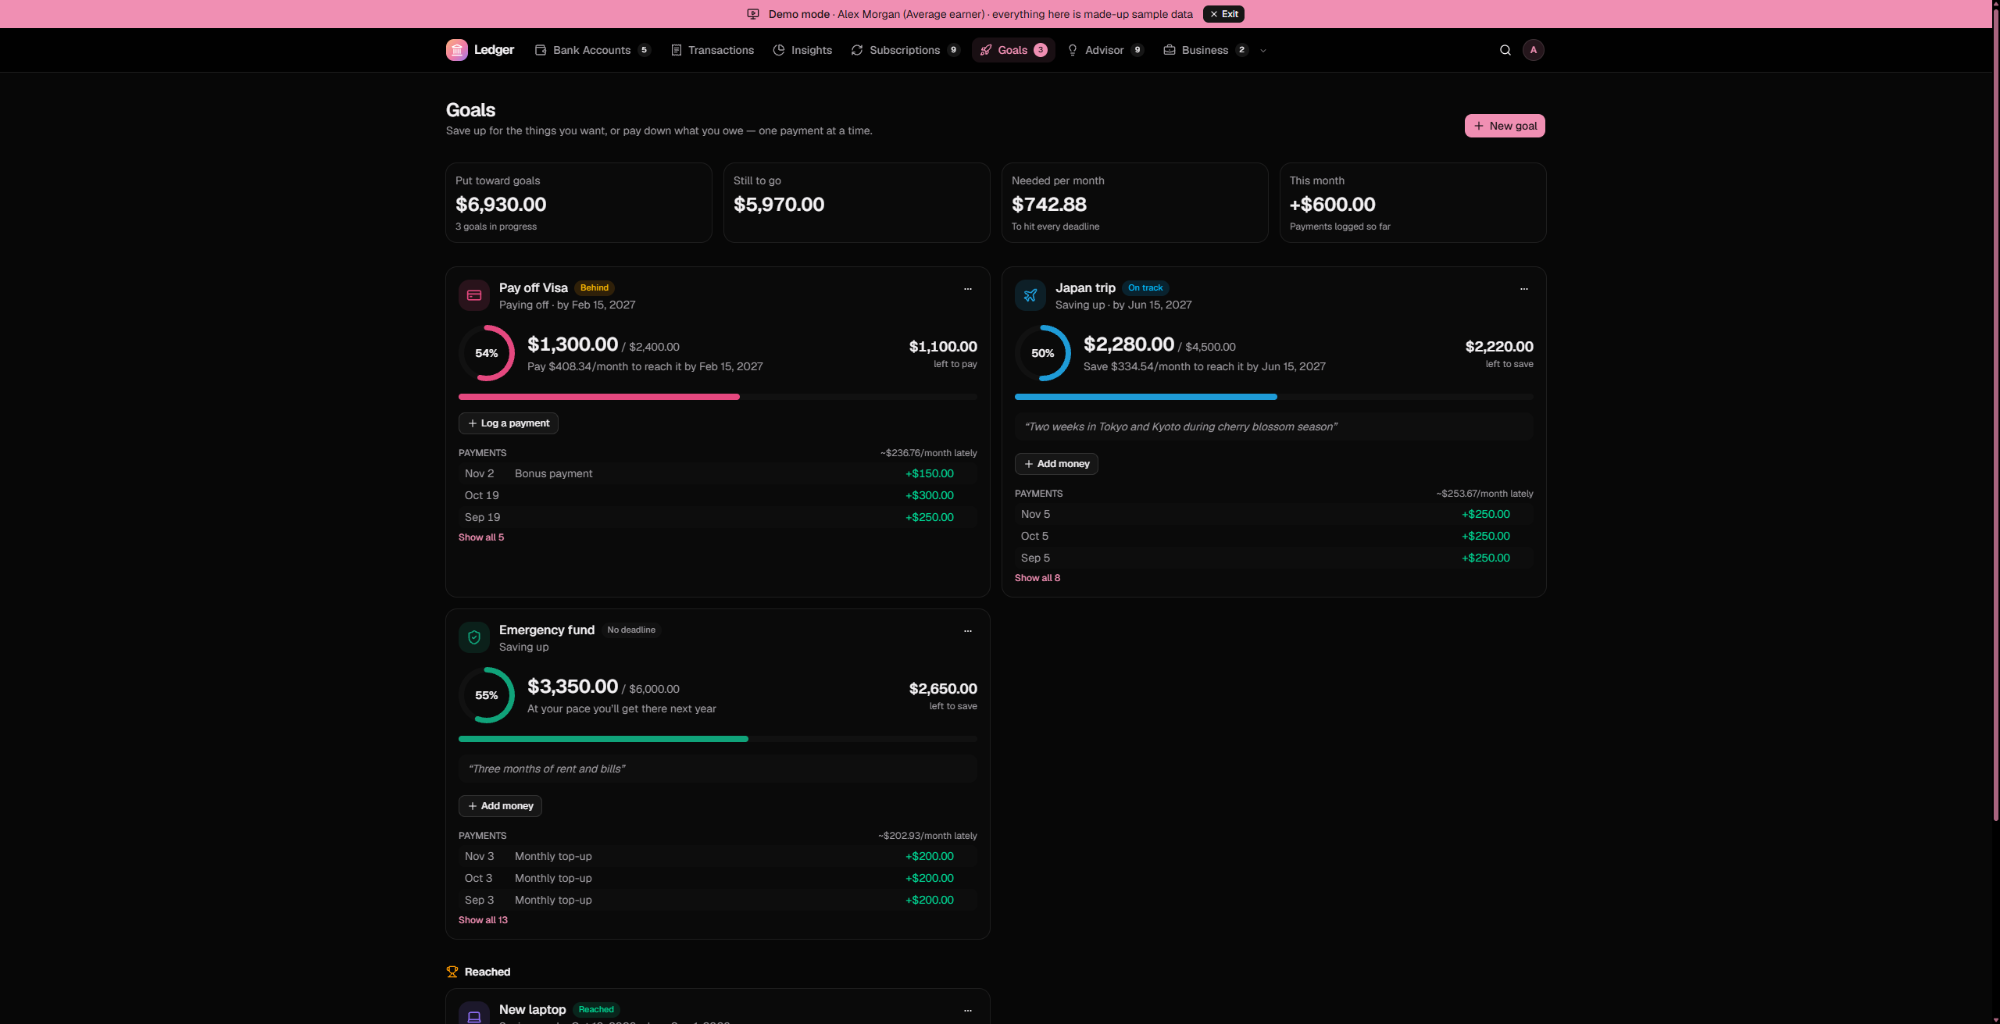 Demo mode · Alex Morgan (Average earner) · everything here is made-up sample data
Exit
Ledger
Bank Accounts 5
Transactions
Insights
Subscriptions 9
Goals 3
Advisor 9
Business 2
A
Goals
Save up for the things you want, or pay down what you owe — one payment at a time.
New goal
Put toward goals
$6,930.00
3 goals in progress
Still to go
$5,970.00
Needed per month
$742.88
To hit every deadline
This month
+$600.00
Payments logged so far
Pay off Visa Behind
Paying off · by Feb 15, 2027
54%
$1,300.00 / $2,400.00
Pay $408.34/month to reach it by Feb 15, 2027
$1,100.00
left to pay
Log a payment
PAYMENTS ~$236.76/month lately
Nov 2 Bonus payment +$150.00
Oct 19 +$300.00
Sep 19 +$250.00
Show all 5
Japan trip On track
Saving up · by Jun 15, 2027
50%
$2,280.00 / $4,500.00
Save $334.54/month to reach it by Jun 15, 2027
$2,220.00
left to save
“Two weeks in Tokyo and Kyoto during cherry blossom season”
Add money
PAYMENTS ~$253.67/month lately
Nov 5 +$250.00
Oct 5 +$250.00
Sep 5 +$250.00
Show all 8
Emergency fund No deadline
Saving up
55%
$3,350.00 / $6,000.00
At your pace you'll get there next year
$2,650.00
left to save
“Three months of rent and bills”
Add money
PAYMENTS ~$202.93/month lately
Nov 3 Monthly top-up +$200.00
Oct 3 Monthly top-up +$200.00
Sep 3 Monthly top-up +$200.00
Show all 13
Reached
New laptop Reached